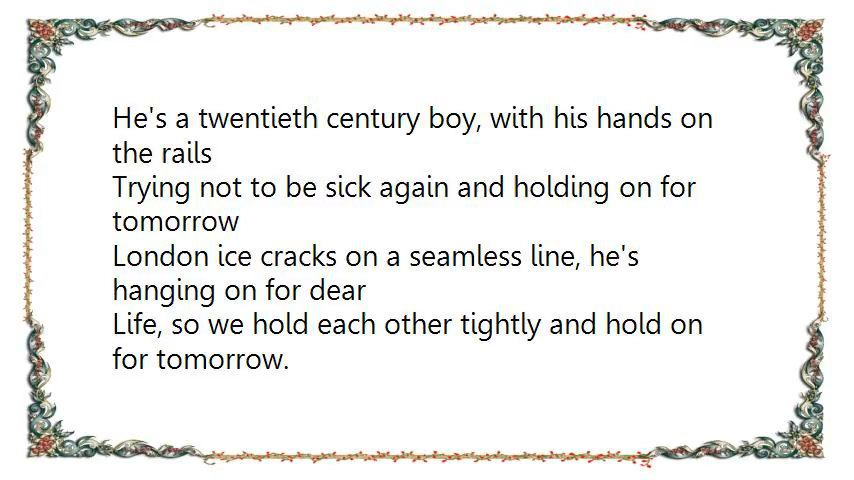 He's a twentieth century boy, with his hands on
the rails
Trying not to be sick again and holding on for
tomorrow
London ice cracks on a seamless line, he's
hanging on for dear
Life, so we hold each other tightly and hold on
for tomorrow.